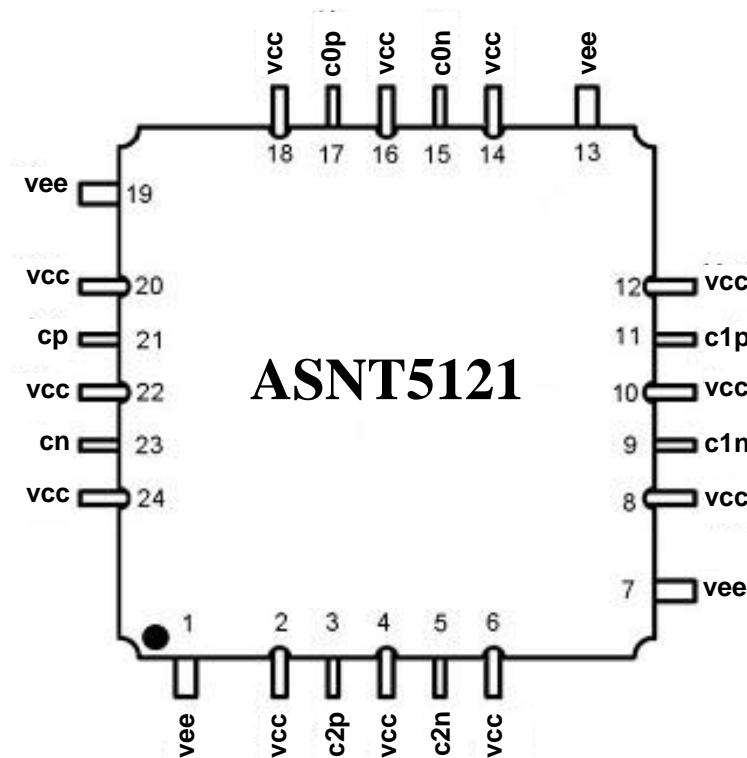 vcc c0p vcc c0n vcc vee
18 17 16 15 14 13
vee 19
vcc 20 12 vcc
cp 21 11 c1p
vcc 22 ASNT5121 10 vcc
cn 23 9 c1n
vcc 24 8 vcc
7 vee
1 2 3 4 5 6
vee vcc c2p vcc c2n vcc